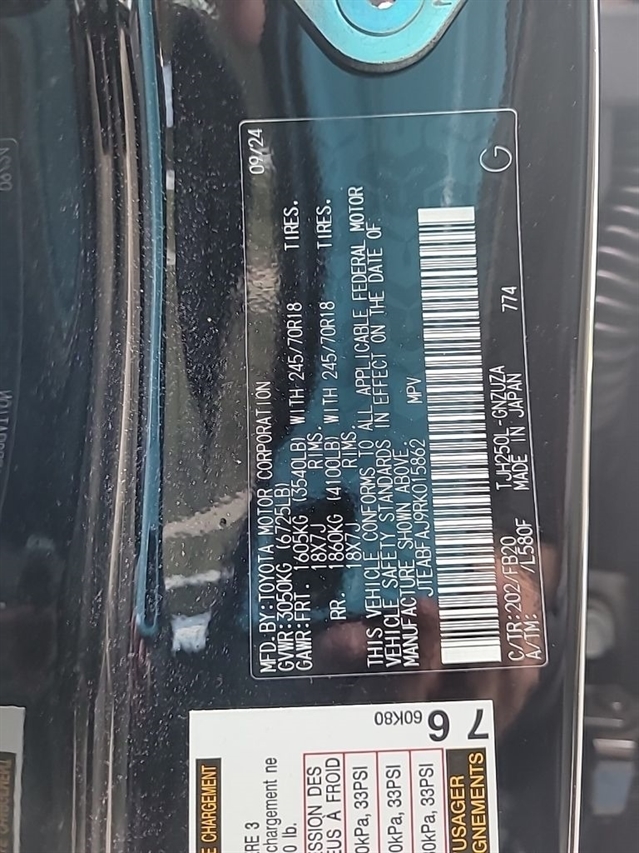 MFD.BY:TOYOTA MOTOR CORPORATION 09/24
GVWR:3050KG (6725LB)
GAWR:FRT. 1605KG (3540LB) WITH 245/70R18 TIRES.
18X7J RIMS.
RR. 1860KG (4100LB) WITH 245/70R18 TIRES.
18X7J RIMS.
THIS VEHICLE CONFORMS TO ALL APPLICABLE FEDERAL MOTOR
VEHICLE SAFETY STANDARDS IN EFFECT ON THE DATE OF
MANUFACTURE SHOWN ABOVE.
JTEABFAJ9RK015862 MPV
C/TR:202/FB20 TJH250L-GNZUZA
A/TM: /L580F MADE IN JAPAN 774
G
60K80
7 6
E CHARGEMENT
RE 3
chargement ne
0 lb.
SSION DES
EUS À FROID
0kPa, 33PSI
0kPa, 33PSI
0kPa, 33PSI
USAGER
GNEMENTS